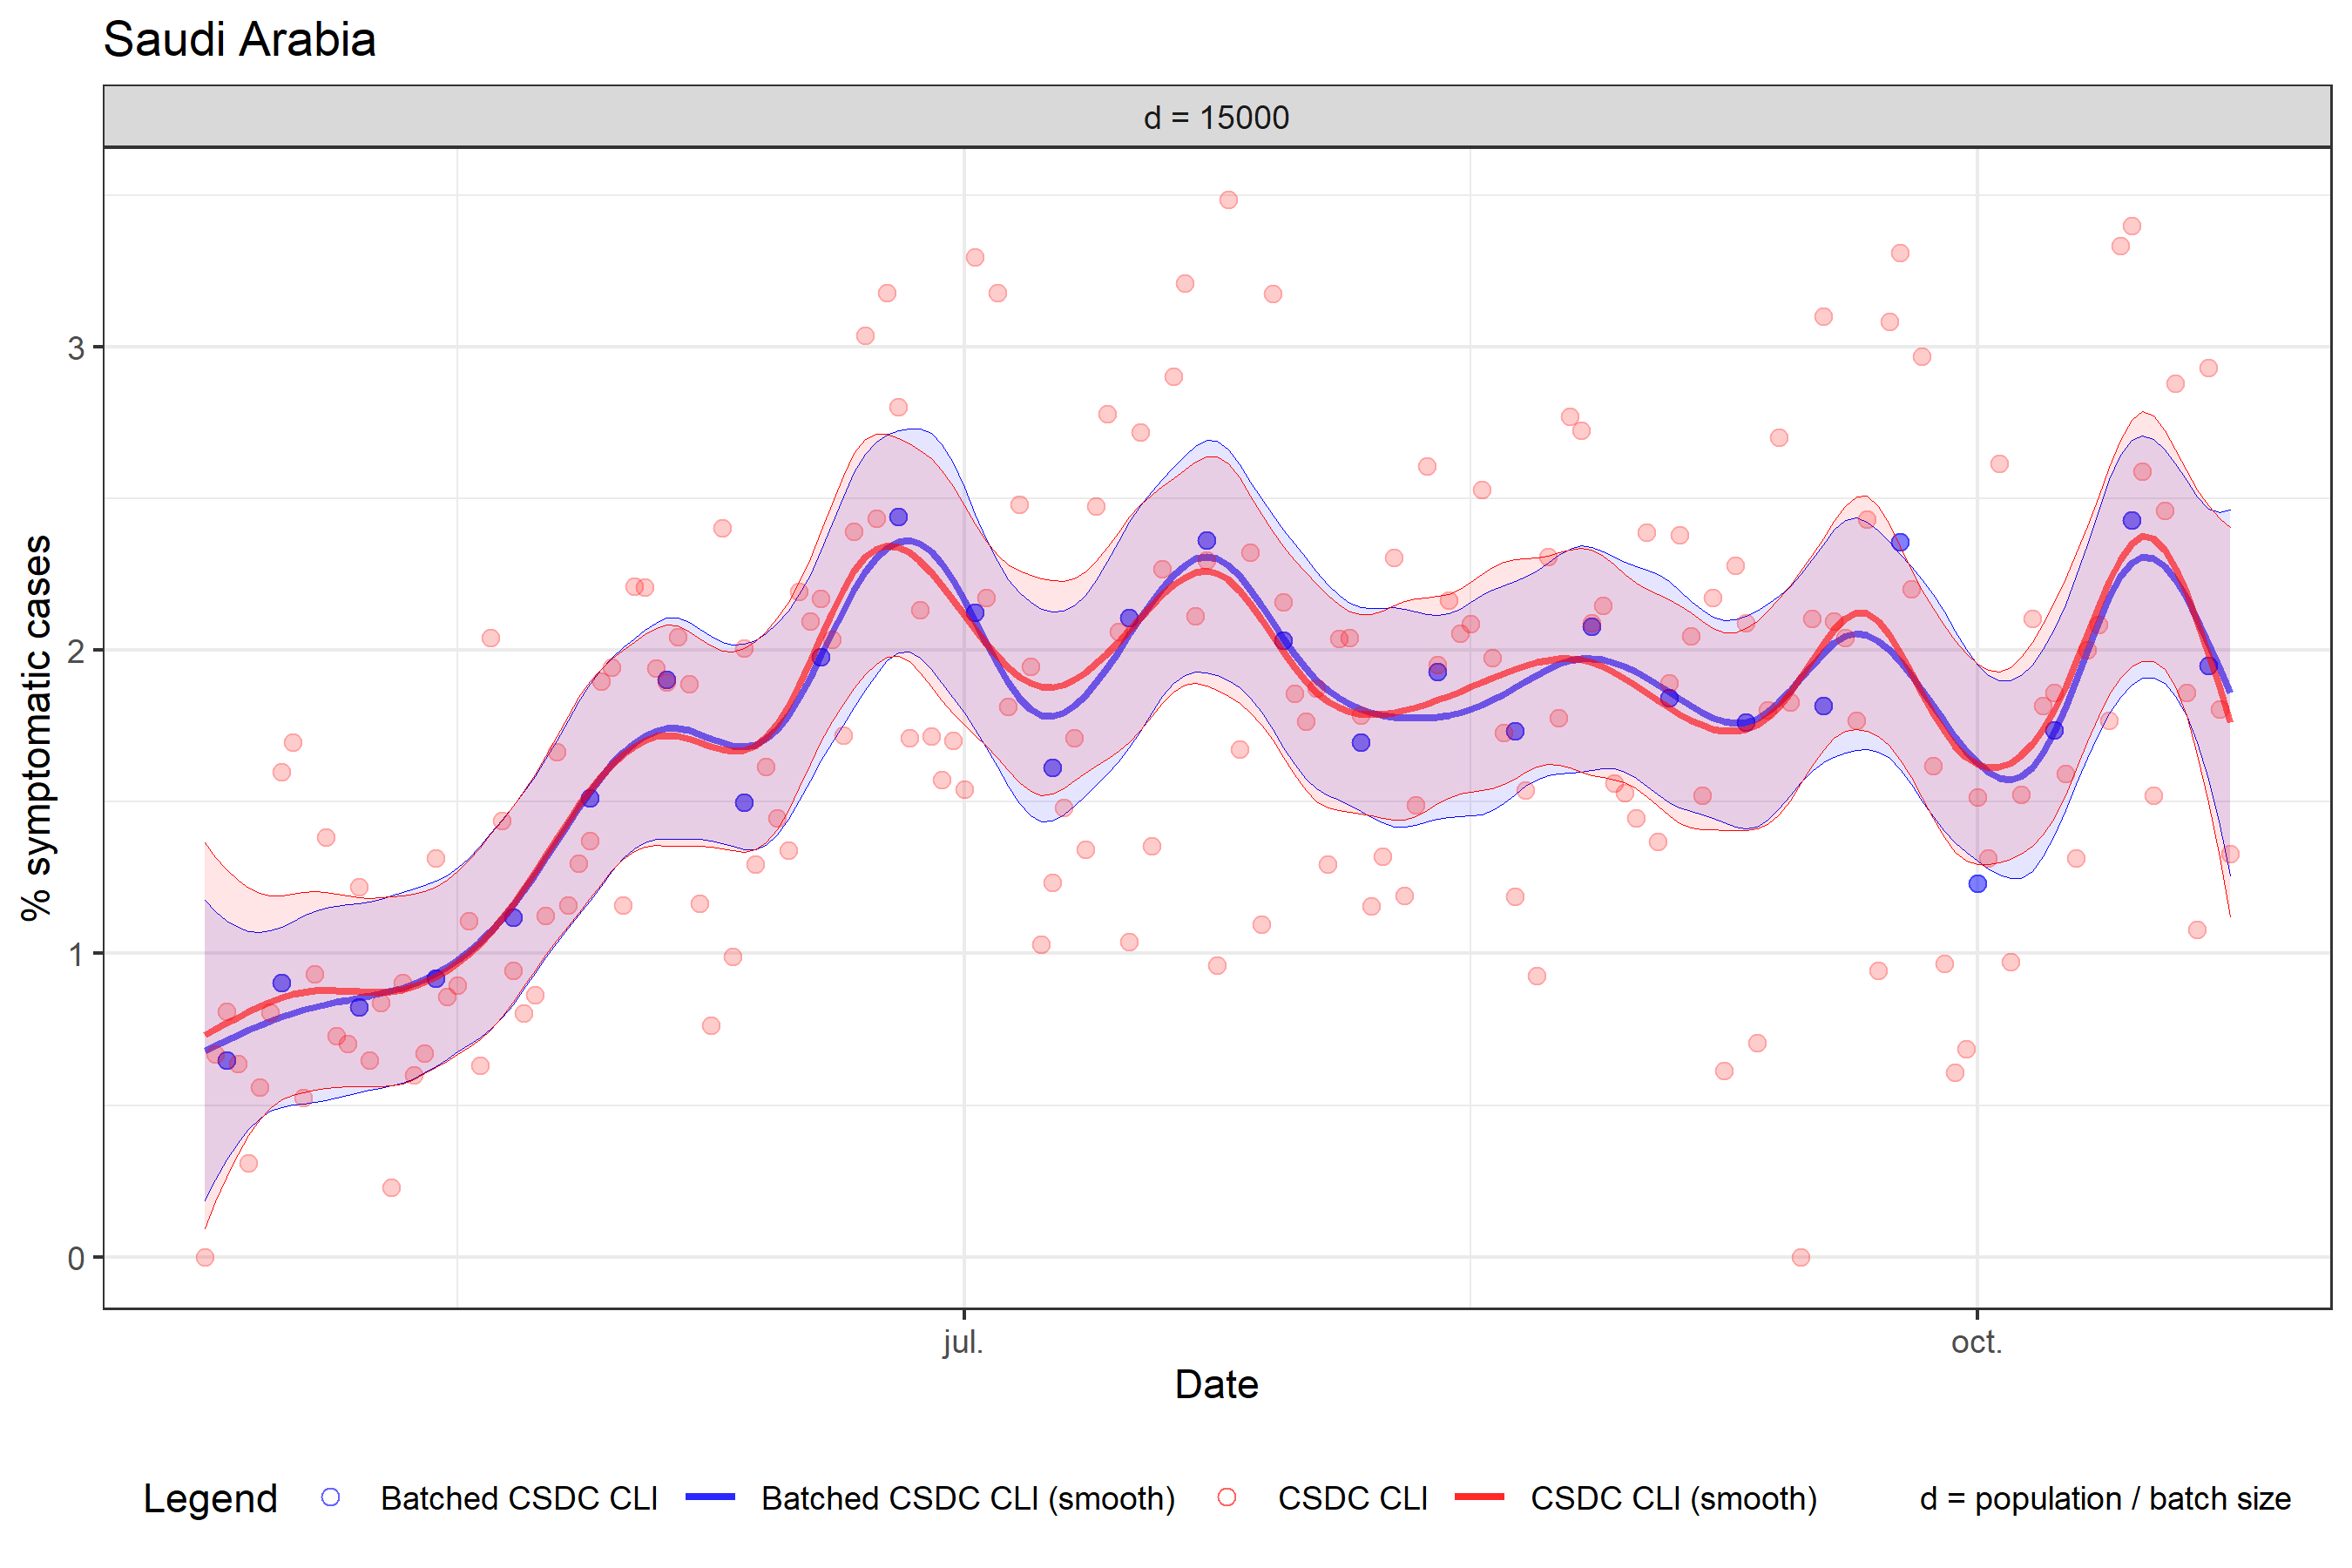 Saudi Arabia
d = 15000
% symptomatic cases
3
2
1
0
jul.
oct.
Date
Legend
Batched CSDC CLI
Batched CSDC CLI (smooth)
CSDC CLI
CSDC CLI (smooth)
d = population / batch size